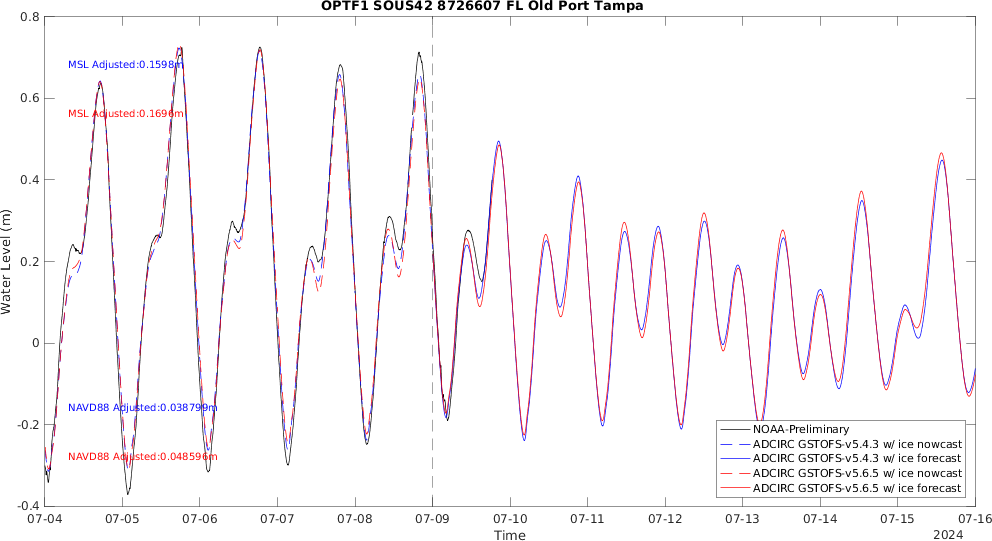 OPTF1 SOUS42 8726607 FL Old Port Tampa
0.8
0.6
0.4
0.2
0
-0.2
-0.4
Water Level (m)
MSL Adjusted:0.1598m
MSL Adjusted:0.1696m
NAVD88 Adjusted:0.038799m
NAVD88 Adjusted:0.048596m
NOAA-Preliminary
ADCIRC GSTOFS-v5.4.3 w/ ice nowcast
ADCIRC GSTOFS-v5.4.3 w/ ice forecast
ADCIRC GSTOFS-v5.6.5 w/ ice nowcast
ADCIRC GSTOFS-v5.6.5 w/ ice forecast
07-04 07-05 07-06 07-07 07-08 07-09 07-10 07-11 07-12 07-13 07-14 07-15 07-16
Time
2024